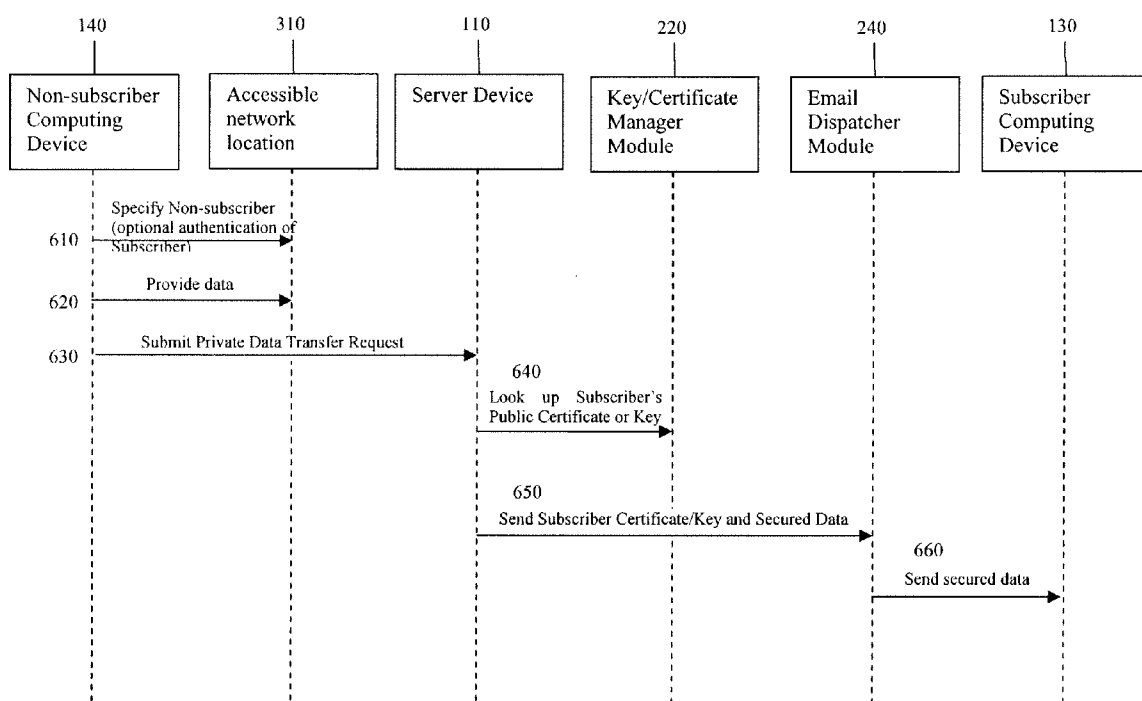 140 310 110 220 240 130
Non-subscriber
Computing
Device
Accessible
network
location
Server Device
Key/Certificate
Manager
Module
Email
Dispatcher
Module
Subscriber
Computing
Device
Specify Non-subscriber
(optional authentication of
Subscriber)
610
Provide data
620
Submit Private Data Transfer Request
630
640
Look up Subscriber's
Public Certificate or Key
650
Send Subscriber Certificate/Key and Secured Data
660
Send secured data